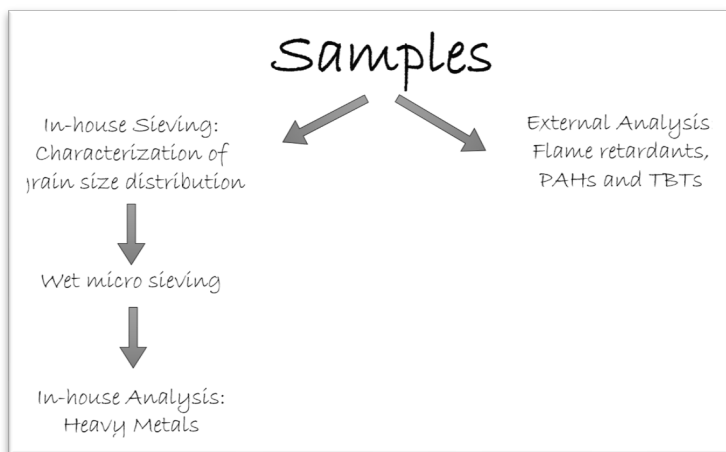 Samples
In-house Sieving:
Characterization of
grain size distribution
Wet micro sieving
In-house Analysis:
Heavy Metals
External Analysis
Flame retardants,
PAHs and TBTs